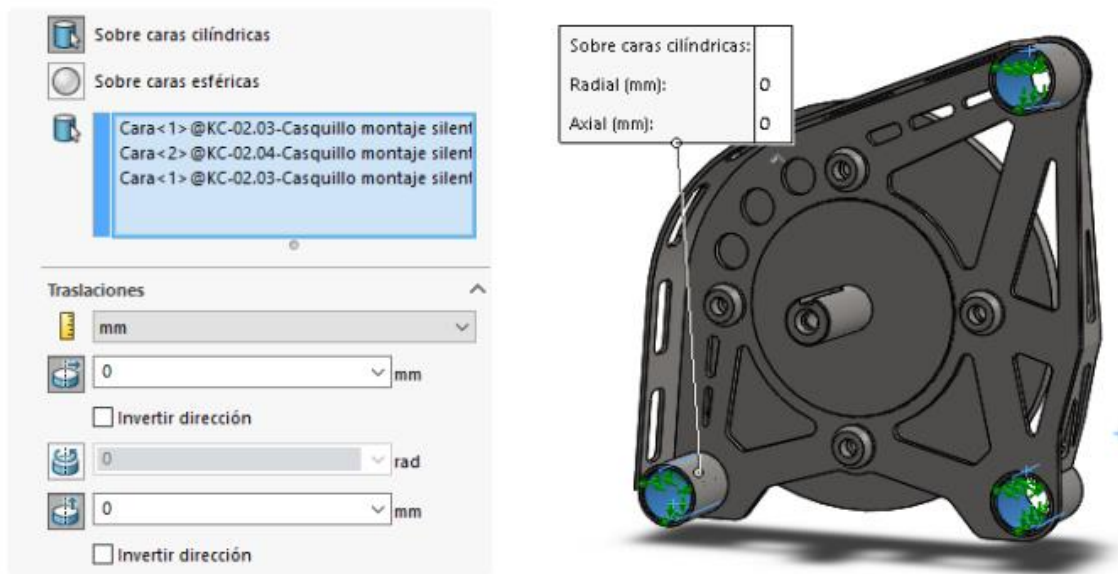 Sobre caras cilíndricas
Sobre caras esféricas
Cara<1>@KC-02.03-Casquillo montaje silent
Cara<2>@KC-02.04-Casquillo montaje silent
Cara<1>@KC-02.03-Casquillo montaje silent
Traslaciones
mm
0 mm
Invertir dirección
0 rad
0 mm
Invertir dirección
Sobre caras cilíndricas:
Radial (mm): 0
Axial (mm): 0